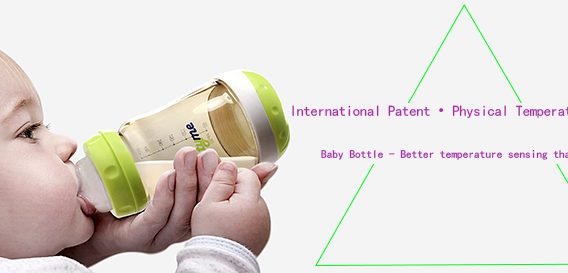 International Patent • Physical Temperat
Baby Bottle - Better temperature sensing tha
me